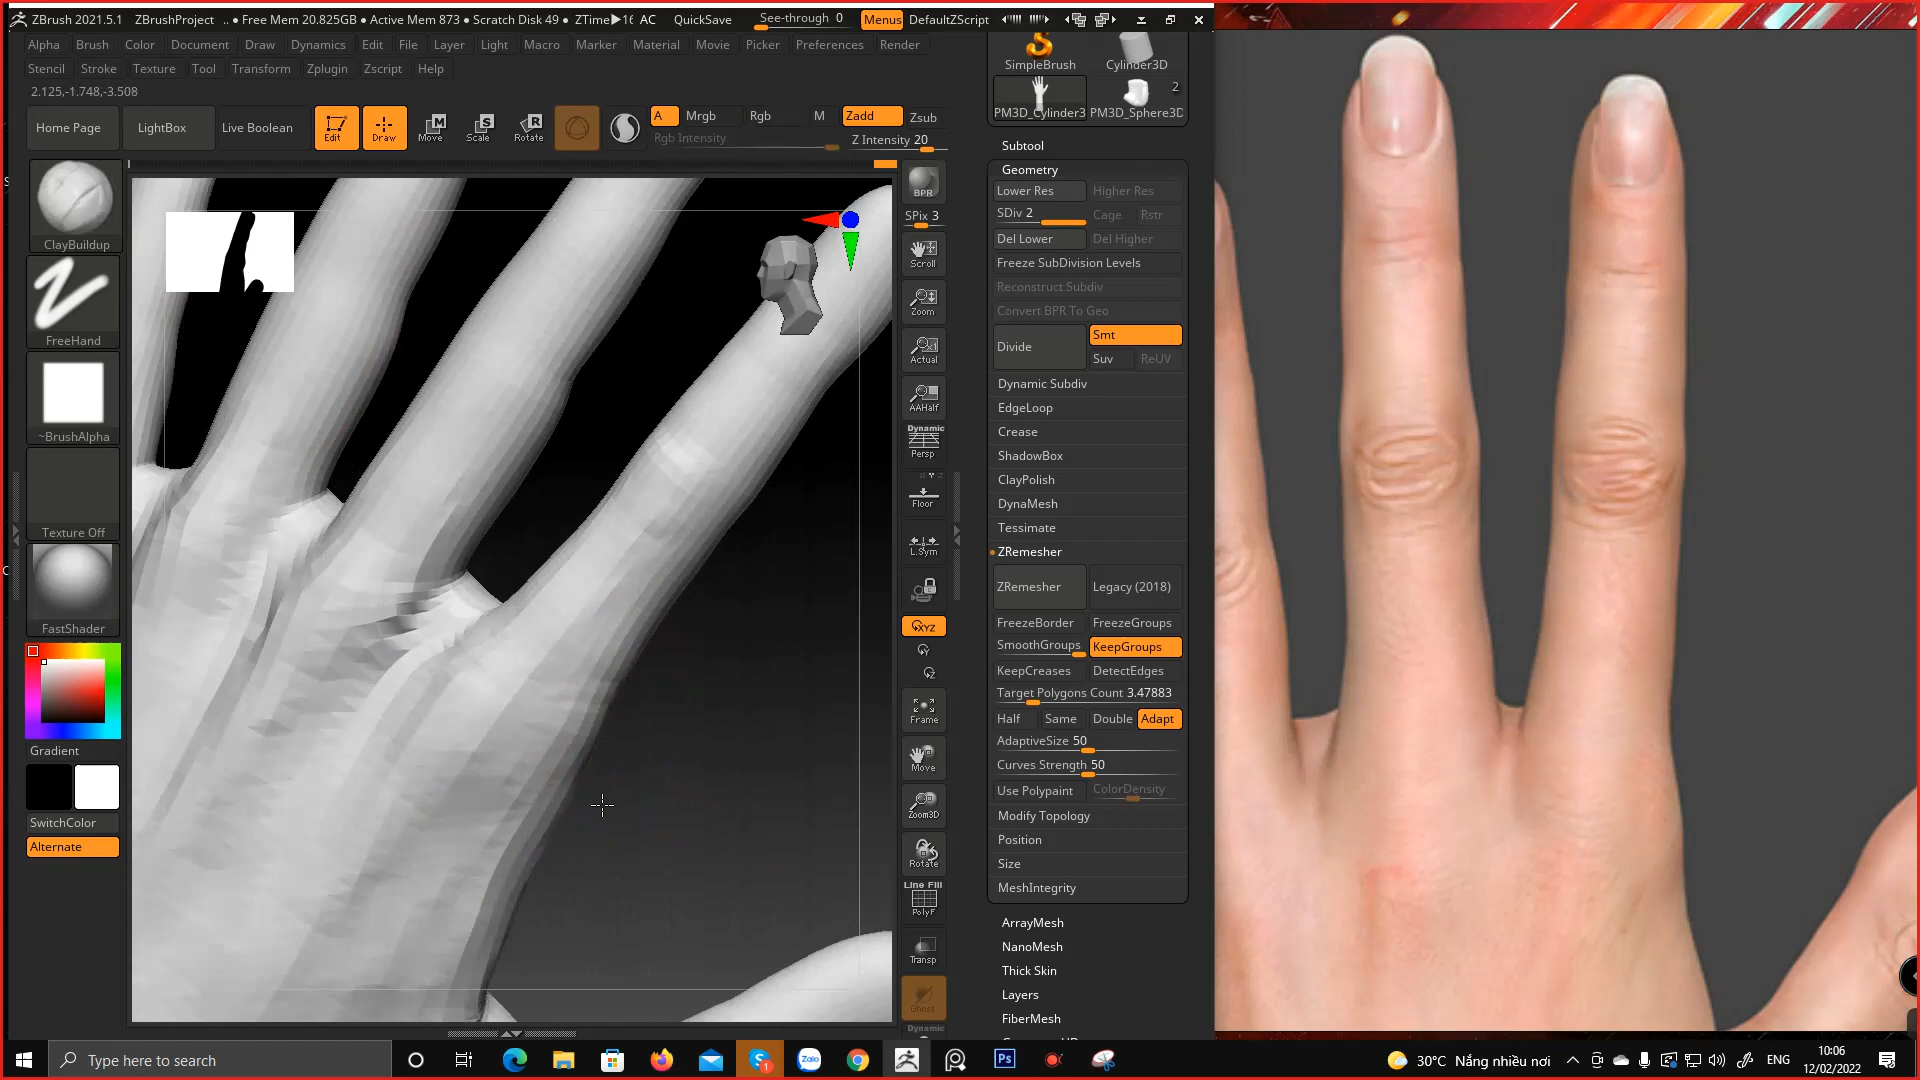 ZBrush 2021.5.1 ZBrushProject .. • Free Mem 20.825GB • Active Mem 873 • Scratch Disk 49 • ZTime▶16 AC QuickSave See-through 0 Menus DefaultZScript
Alpha Brush Color Document Draw Dynamics Edit File Layer Light Macro Marker Material Movie Picker Preferences Render
Stencil Stroke Texture Tool Transform Zplugin Zscript Help
2.125,-1.748,-3.508
Home Page LightBox Live Boolean Edit Draw Move Scale Rotate A Mrgb Rgb M Zadd Zsub
Rgb Intensity Z Intensity 20
ClayBuildup
FreeHand
~BrushAlpha
Texture Off
FastShader
Gradient
SwitchColor
Alternate
BPR
SPix 3
Scroll
Zoom
Actual
AAHalf
Dynamic
Persp
Floor
L.Sym
XYZ
Y
Z
Frame
Move
Zoom3D
Rotate
Line Fill
PolyF
Transp
Ghost
Dynamic
SimpleBrush Cylinder3D
2
PM3D_Cylinder3 PM3D_Sphere3D
Subtool
Geometry
Lower Res Higher Res
SDiv 2 Cage Rstr
Del Lower Del Higher
Freeze SubDivision Levels
Reconstruct Subdiv
Convert BPR To Geo
Divide Smt
Suv ReUV
Dynamic Subdiv
EdgeLoop
Crease
ShadowBox
ClayPolish
DynaMesh
Tessimate
ZRemesher
ZRemesher Legacy (2018)
FreezeBorder FreezeGroups
SmoothGroups KeepGroups
KeepCreases DetectEdges
Target Polygons Count 3.47883
Half Same Double Adapt
AdaptiveSize 50
Curves Strength 50
Use Polypaint ColorDensity
Modify Topology
Position
Size
MeshIntegrity
ArrayMesh
NanoMesh
Thick Skin
Layers
FiberMesh
Type here to search
Zalo
Ps
30°C Nắng nhiều nơi
ENG
10:06
12/02/2022